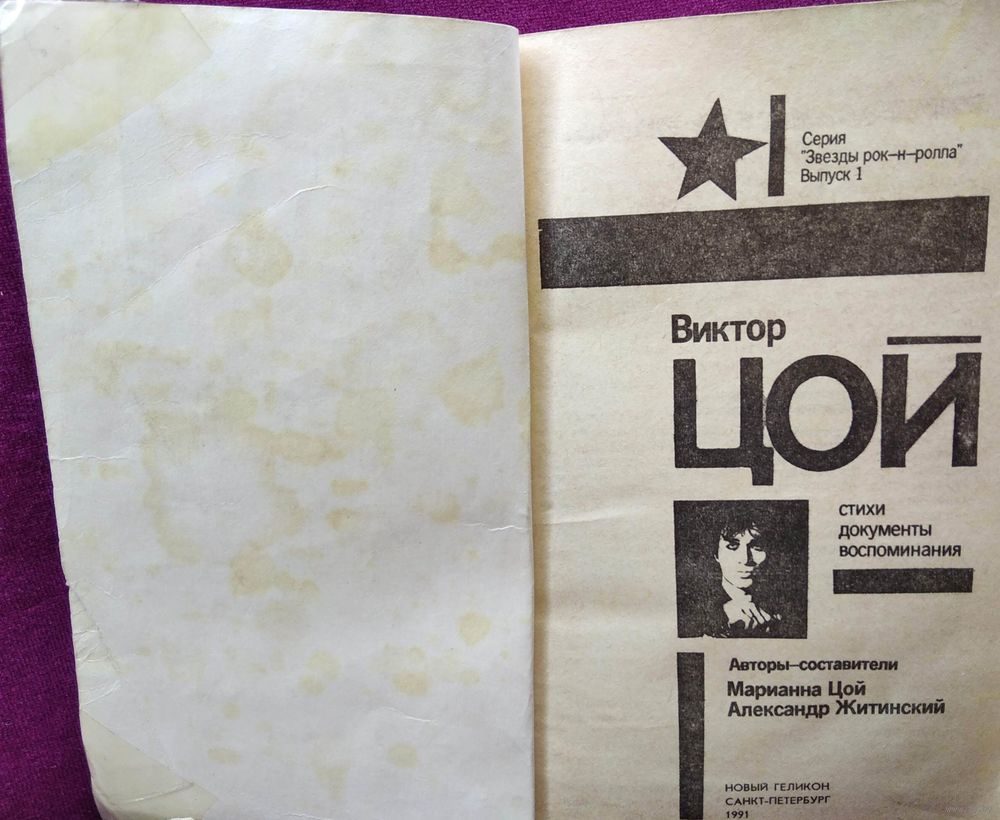 Серия
"Звезды рок-н-ролла"
Выпуск 1
Виктор
ЦОЙ
стихи
документы
воспоминания
Авторы-составители
Марианна Цой
Александр Житинский
НОВЫЙ ГЕЛИКОН
САНКТ-ПЕТЕРБУРГ
1991